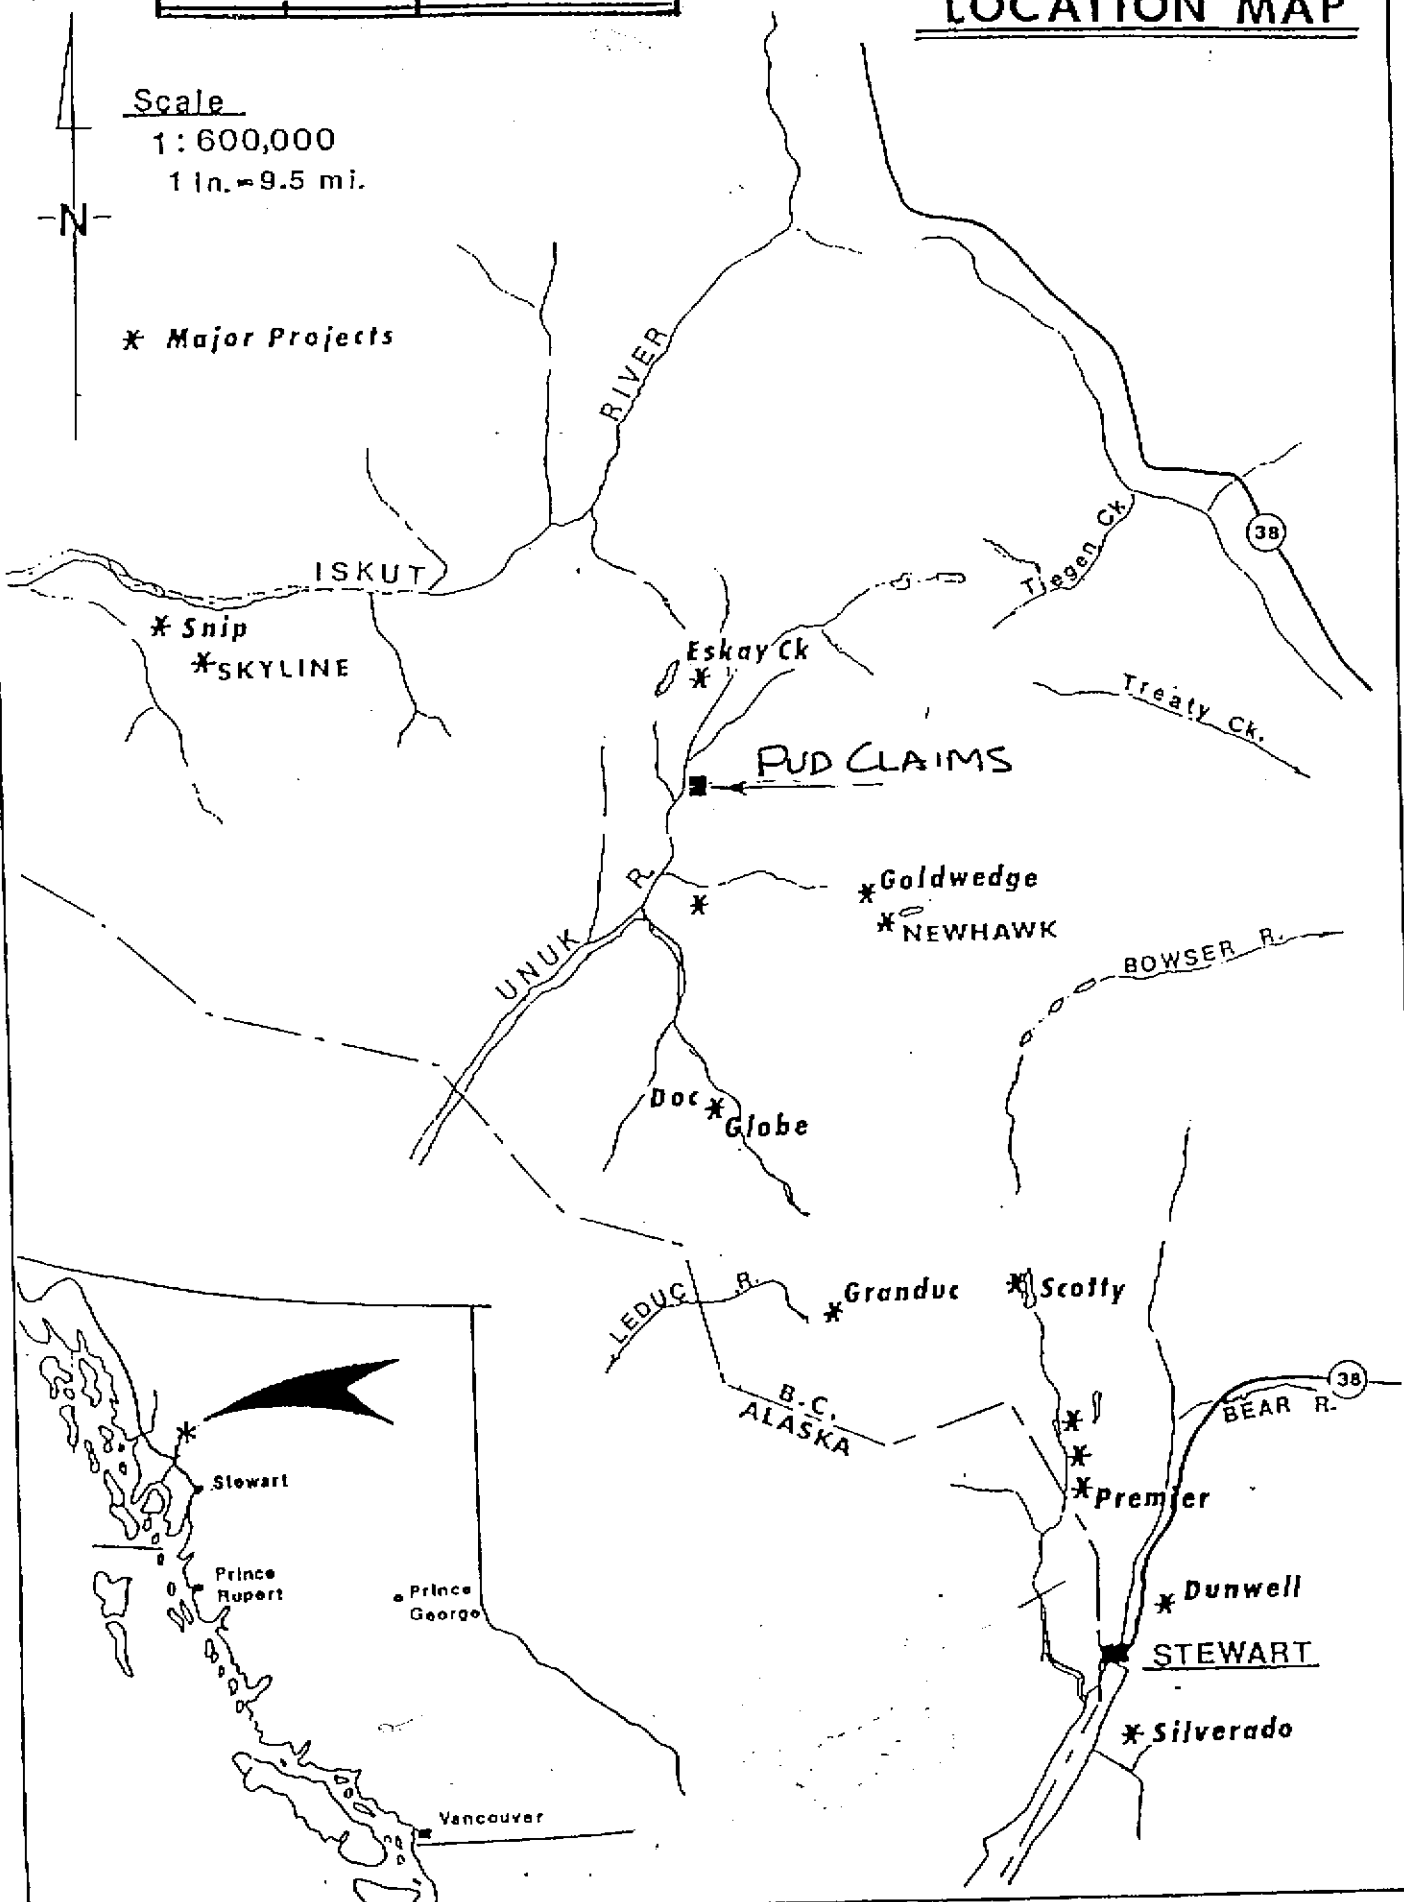 LOCATION MAP
Scale
1:600,000
1 In.=9.5 mi.
-N-
* Major Projects
RIVER
ISKUT
38
Tiegen Ck
* Snip
*SKYLINE
Eskay Ck
*
Treaty Ck.
PUD CLAIMS
R.
UNUK
*
*Goldwedge
*NEWHAWK
BOWSER R.
Doc * Globe
LEDUC R.
* Granduc
* Scotty
B.C.
ALASKA
38
BEAR R.
*
*
* Premier
* Dunwell
STEWART
* Silverado
*
Stewart
Prince
Rupert
Prince
George
Vancouver